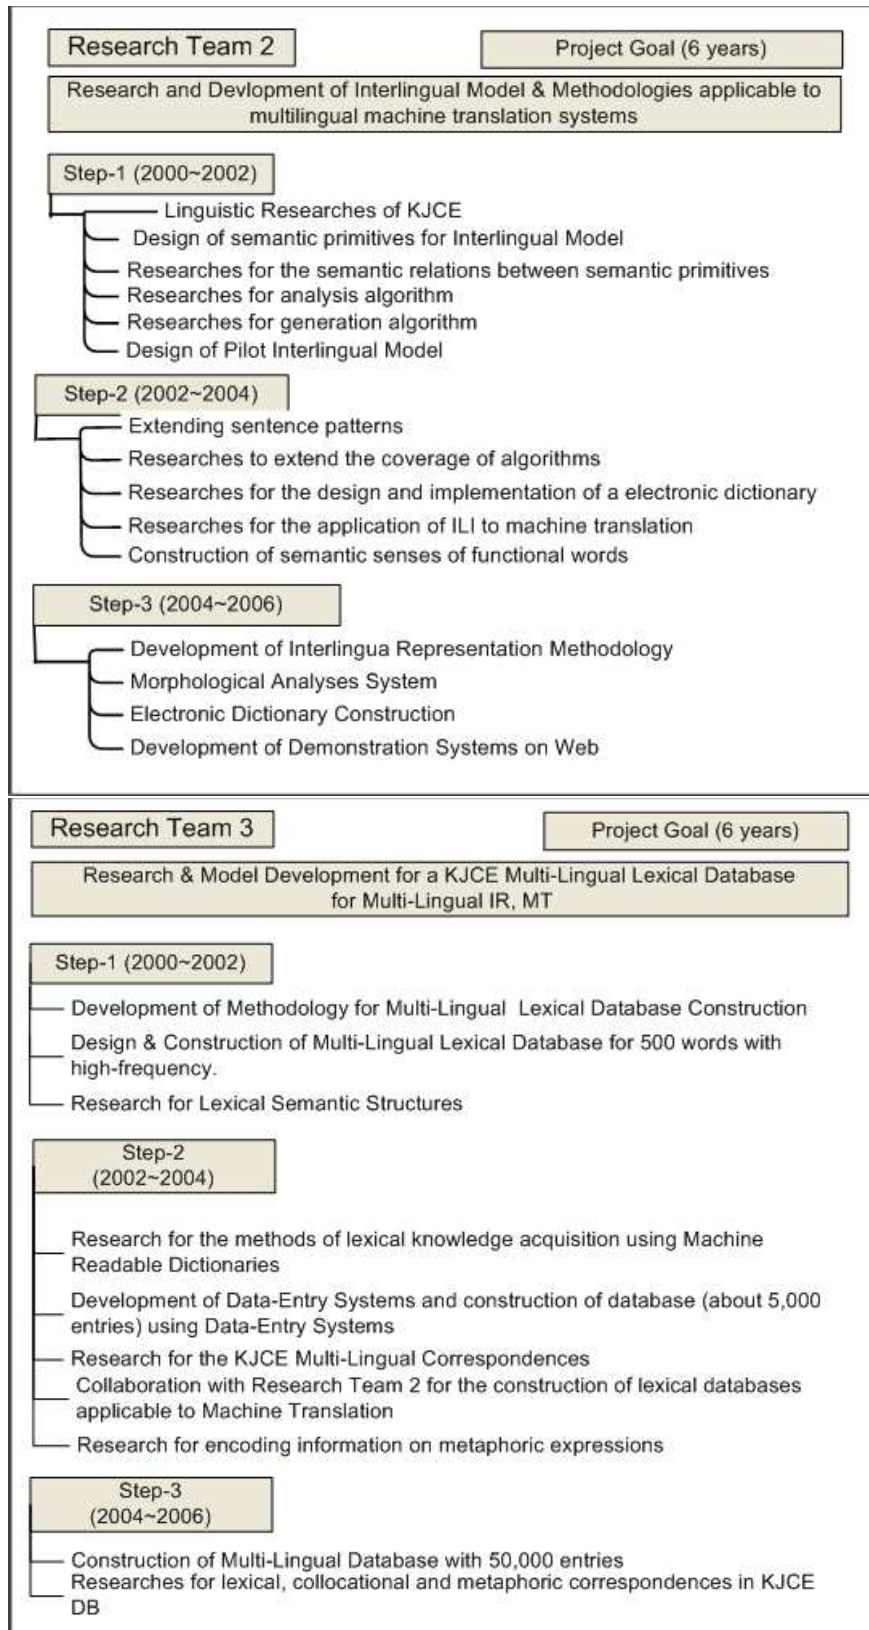 Research Team 2
Project Goal (6 years)
Research and Devlopment of Interlingual Model & Methodologies applicable to
multilingual machine translation systems
Step-1 (2000~2002)
Linguistic Researches of KJCE
Design of semantic primitives for Interlingual Model
Researches for the semantic relations between semantic primitives
Researches for analysis algorithm
Researches for generation algorithm
Design of Pilot Interlingual Model
Step-2 (2002~2004)
Extending sentence patterns
Researches to extend the coverage of algorithms
Researches for the design and implementation of a electronic dictionary
Researches for the application of ILI to machine translation
Construction of semantic senses of functional words
Step-3 (2004~2006)
Development of Interlingua Representation Methodology
Morphological Analyses System
Electronic Dictionary Construction
Development of Demonstration Systems on Web
Research Team 3
Project Goal (6 years)
Research & Model Development for a KJCE Multi-Lingual Lexical Database
for Multi-Lingual IR, MT
Step-1 (2000~2002)
Development of Methodology for Multi-Lingual Lexical Database Construction
Design & Construction of Multi-Lingual Lexical Database for 500 words with
high-frequency.
Research for Lexical Semantic Structures
Step-2
(2002~2004)
Research for the methods of lexical knowledge acquisition using Machine
Readable Dictionaries
Development of Data-Entry Systems and construction of database (about 5,000
entries) using Data-Entry Systems
Research for the KJCE Multi-Lingual Correspondences
Collaboration with Research Team 2 for the construction of lexical databases
applicable to Machine Translation
Research for encoding information on metaphoric expressions
Step-3
(2004~2006)
Construction of Multi-Lingual Database with 50,000 entries
Researches for lexical, collocational and metaphoric correspondences in KJCE
DB